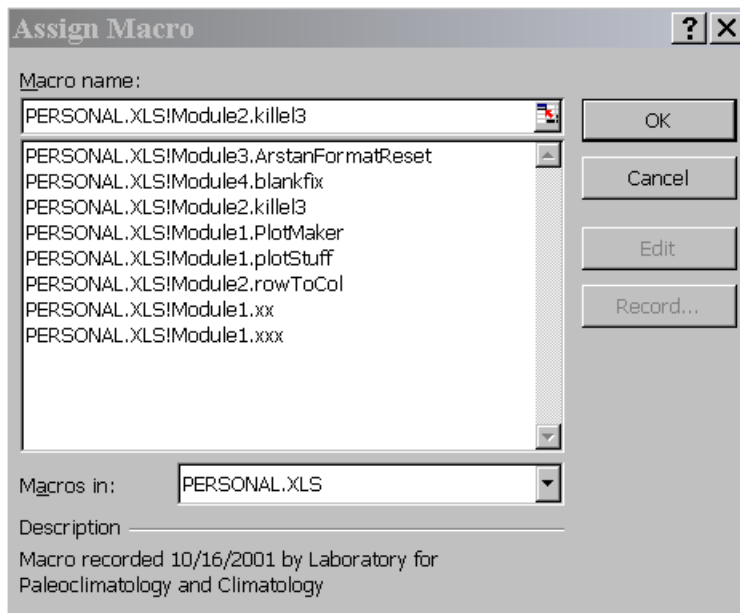 Assign Macro
Macro name:
PERSONAL.XLS!Module2.killel3
OK
PERSONAL.XLS!Module3.ArstanFormatReset
PERSONAL.XLS!Module4.blankfix
Cancel
PERSONAL.XLS!Module2.killel3
PERSONAL.XLS!Module1.PlotMaker
PERSONAL.XLS!Module1.plotStuff
Edit
PERSONAL.XLS!Module2.rowToCol
PERSONAL.XLS!Module1.xx
Record...
PERSONAL.XLS!Module1.xxx
Macros in:
PERSONAL.XLS
Description
Macro recorded 10/16/2001 by Laboratory for
Paleoclimatology and Climatology